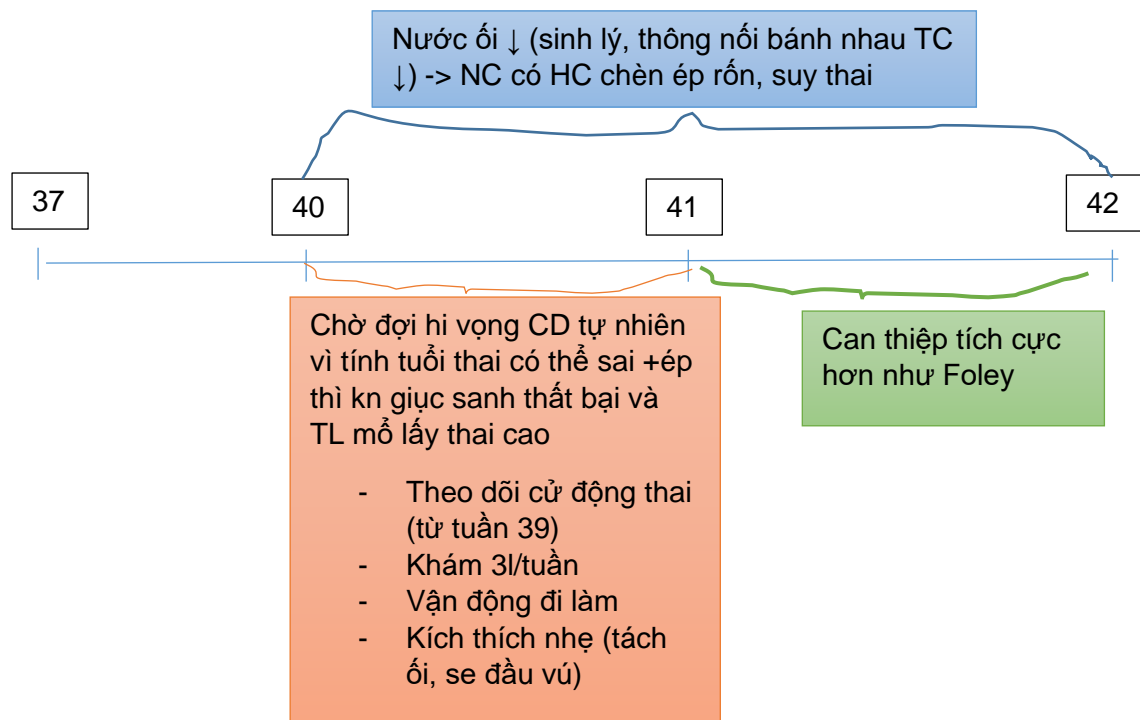 Nước ối ↓ (sinh lý, thông nối bánh nhau TC
↓) -> NC có HC chèn ép rốn, suy thai
37
40
41
42
Chờ đợi hi vọng CD tự nhiên
vì tính tuổi thai có thể sai +ép
thì kn giục sanh thất bại và
TL mổ lấy thai cao
- Theo dõi cử động thai
(từ tuần 39)
- Khám 3l/tuần
- Vận động đi làm
- Kích thích nhẹ (tách
ối, se đầu vú)
Can thiệp tích cực
hơn như Foley